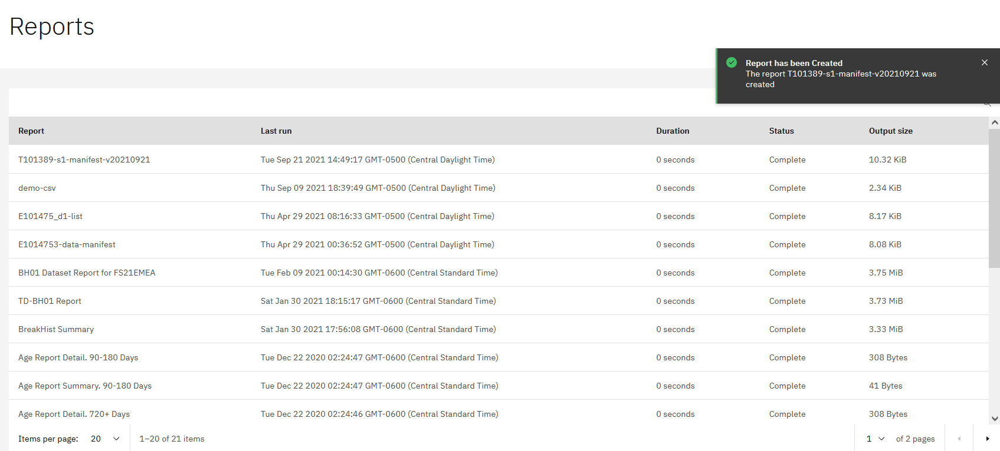 Reports
Report has been Created
The report T101389-s1-manifest-v20210921 was
created
Report Last run Duration Status Output size
T101389-s1-manifest-v20210921 Tue Sep 21 2021 14:49:17 GMT-0500 (Central Daylight Time) 0 seconds Complete 10.32 KiB
demo-csv Thu Sep 09 2021 18:39:49 GMT-0500 (Central Daylight Time) 0 seconds Complete 2.34 KiB
E101475_d1-list Thu Apr 29 2021 08:16:33 GMT-0500 (Central Daylight Time) 0 seconds Complete 8.17 KiB
E1014753-data-manifest Thu Apr 29 2021 00:36:52 GMT-0500 (Central Daylight Time) 0 seconds Complete 8.08 KiB
BH01 Dataset Report for FS21EMEA Tue Feb 09 2021 00:14:30 GMT-0600 (Central Standard Time) 0 seconds Complete 3.75 MiB
TD-BH01 Report Sat Jan 30 2021 18:15:17 GMT-0600 (Central Standard Time) 0 seconds Complete 3.73 MiB
BreakHist Summary Sat Jan 30 2021 17:56:08 GMT-0600 (Central Standard Time) 0 seconds Complete 3.33 MiB
Age Report Detail. 90-180 Days Tue Dec 22 2020 02:24:47 GMT-0600 (Central Standard Time) 0 seconds Complete 308 Bytes
Age Report Summary. 90-180 Days Tue Dec 22 2020 02:24:47 GMT-0600 (Central Standard Time) 0 seconds Complete 41 Bytes
Age Report Detail. 720+ Days Tue Dec 22 2020 02:24:46 GMT-0600 (Central Standard Time) 0 seconds Complete 308 Bytes
Items per page: 20 1–20 of 21 items 1 of 2 pages